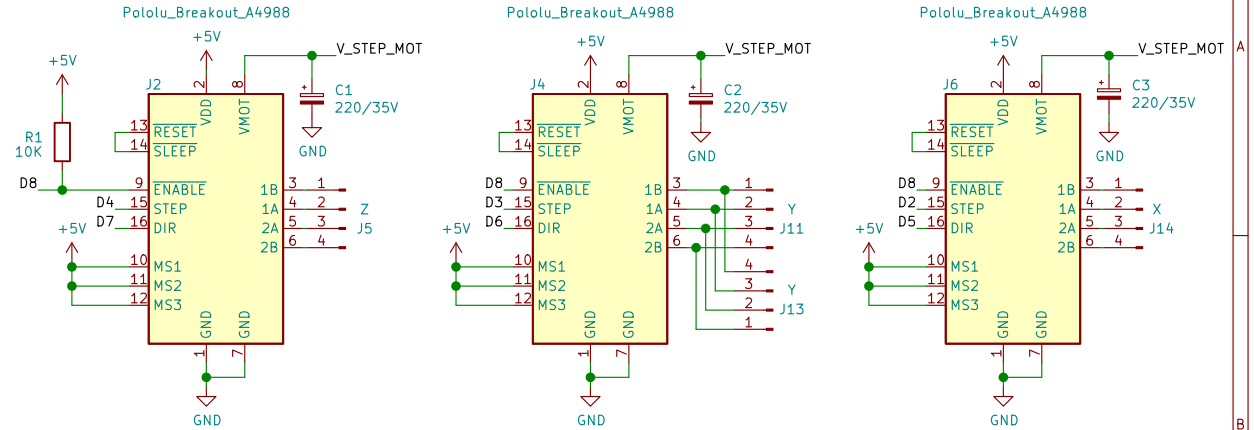 Pololu_Breakout_A4988
+5V
V_STEP_MOT
+5V
J2
2
8
VDD
VMOT
+
C1
220/35V
GND
R1
10K
13
RESET
14
SLEEP
D8
9
ENABLE
D4
15
STEP
D7
16
DIR
1B
3
1
1A
4
2
2A
5
3
2B
6
4
Z
J5
+5V
10
MS1
11
MS2
12
MS3
GND
GND
1
7
GND
Pololu_Breakout_A4988
+5V
V_STEP_MOT
J4
2
8
VDD
VMOT
+
C2
220/35V
GND
13
RESET
14
SLEEP
D8
9
ENABLE
D3
15
STEP
D6
16
DIR
1B
3
1
1A
4
2
2A
5
3
2B
6
4
Y
J11
4
3
2
1
Y
J13
+5V
10
MS1
11
MS2
12
MS3
GND
GND
1
7
GND
Pololu_Breakout_A4988
+5V
V_STEP_MOT
J6
2
8
VDD
VMOT
+
C3
220/35V
GND
13
RESET
14
SLEEP
D8
9
ENABLE
D2
15
STEP
D5
16
DIR
1B
3
1
1A
4
2
2A
5
3
2B
6
4
X
J14
+5V
10
MS1
11
MS2
12
MS3
GND
GND
1
7
GND
A
B